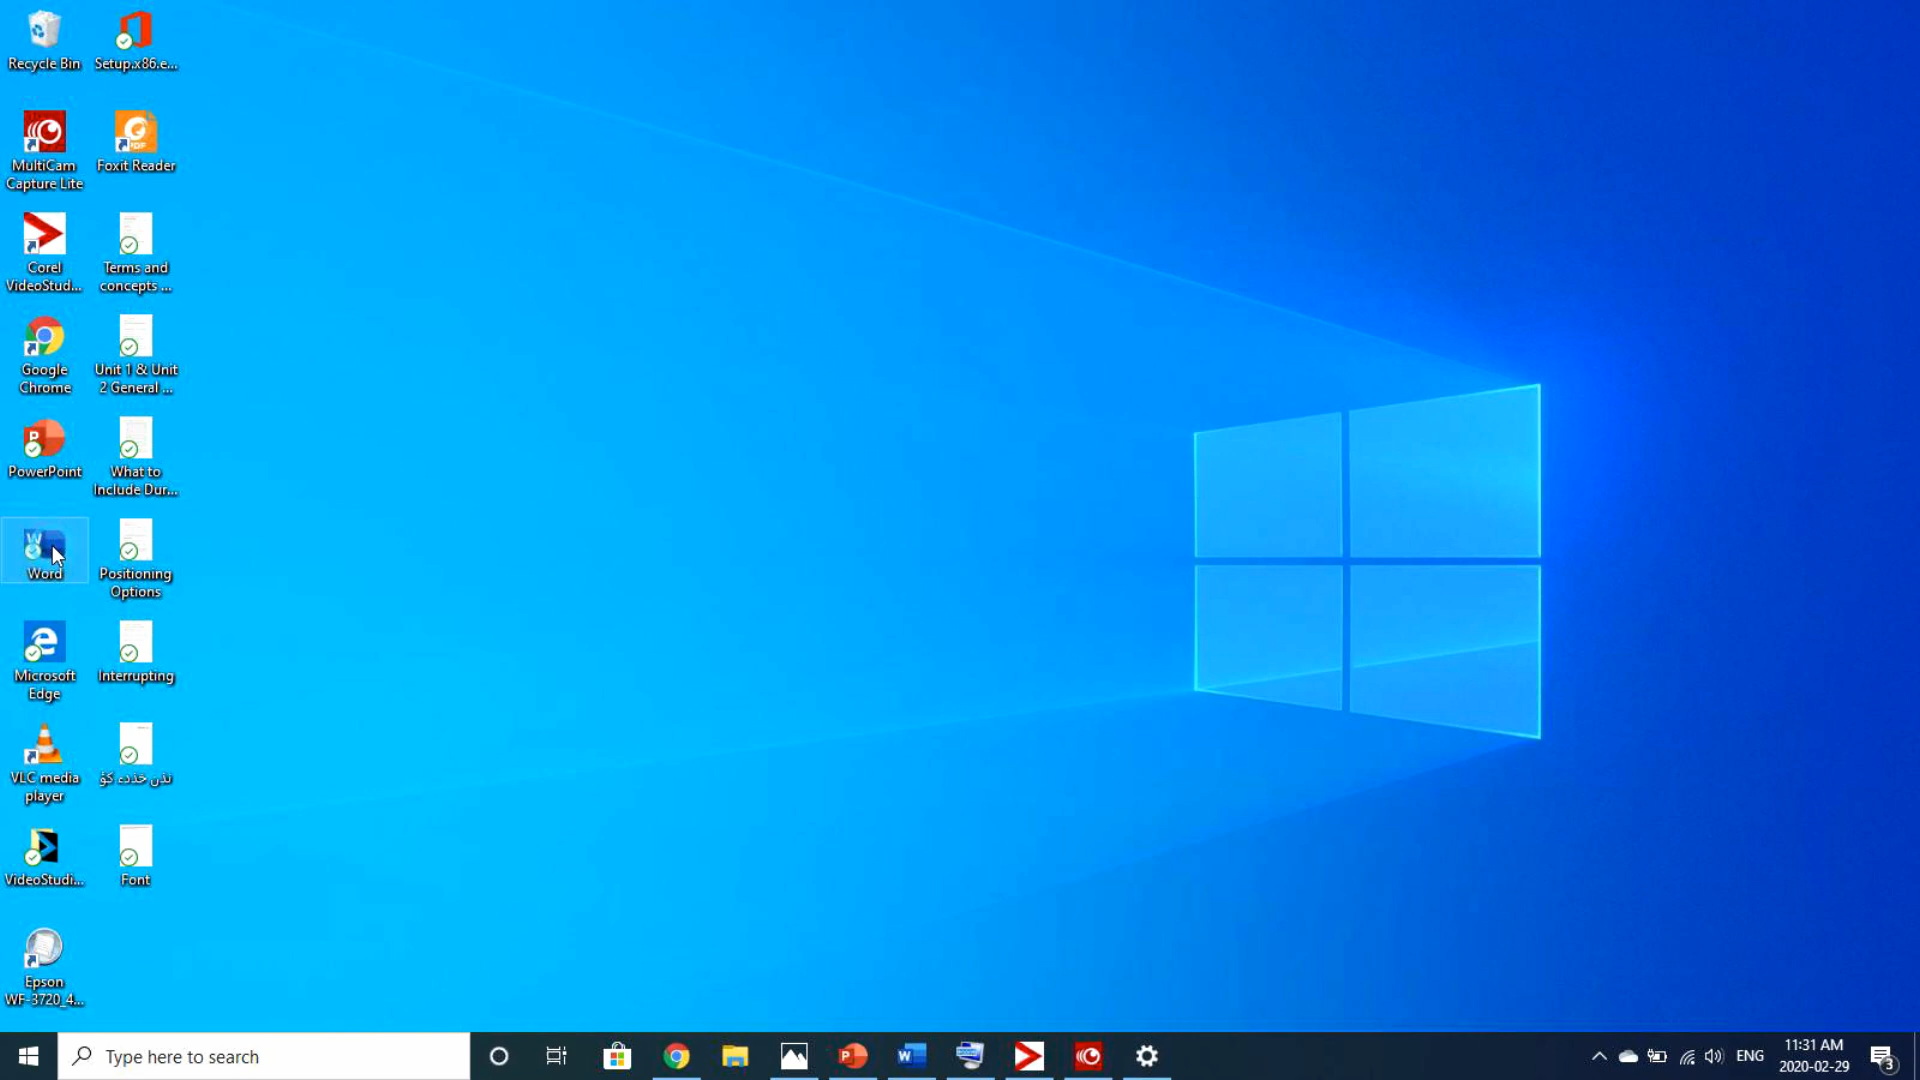 Recycle Bin
Setup.x86.e...
MultiCam
Capture Lite
Foxit Reader
Corel
VideoStud...
Terms and
concepts ...
Google
Chrome
Unit 1 & Unit
2 General ...
PowerPoint
What to
Include Dur...
Word
Positioning
Options
Microsoft
Edge
Interrupting
VLC media
player
VideoStudi...
Font
Epson
WF-3720_4...
Type here to search
ENG
11:31 AM
2020-02-29
3